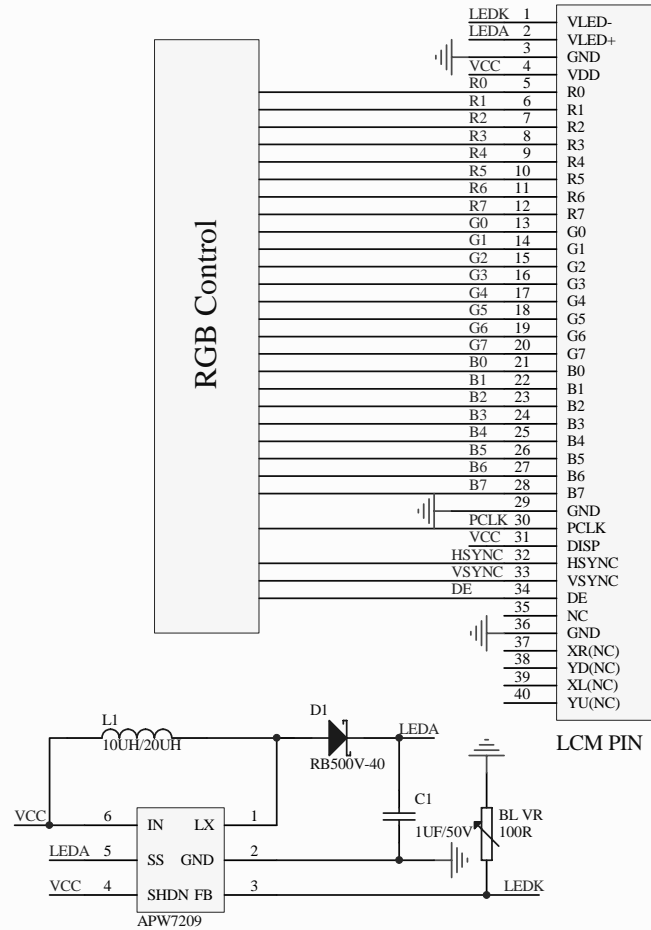 LEDK 1 VLED-
LEDA 2 VLED+
3 GND
VCC 4 VDD
R0 5 R0
R1 6 R1
R2 7 R2
R3 8 R3
R4 9 R4
R5 10 R5
R6 11 R6
R7 12 R7
G0 13 G0
G1 14 G1
G2 15 G2
G3 16 G3
G4 17 G4
G5 18 G5
G6 19 G6
G7 20 G7
B0 21 B0
B1 22 B1
B2 23 B2
B3 24 B3
B4 25 B4
B5 26 B5
B6 27 B6
B7 28 B7
29 GND
PCLK 30 PCLK
VCC 31 DISP
HSYNC 32 HSYNC
VSYNC 33 VSYNC
DE 34 DE
35 NC
36 GND
37 XR(NC)
38 YD(NC)
39 XL(NC)
40 YU(NC)
RGB Control
LCM PIN
L1
10UH/20UH
D1
RB500V-40
LEDA
C1
1UF/50V
BL VR
100R
VCC 6 IN LX 1
LEDA 5 SS GND 2
VCC 4 SHDN FB 3 LEDK
APW7209